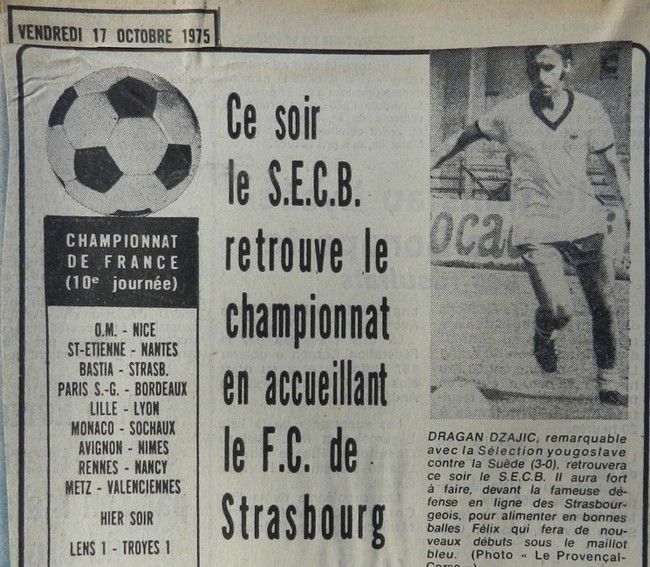 VENDREDI 17 OCTOBRE 1975
CHAMPIONNAT
DE FRANCE
(10e journée)
O.M. - NICE
ST-ETIENNE - NANTES
BASTIA - STRASB.
PARIS S.-G. - BORDEAUX
LILLE - LYON
MONACO - SOCHAUX
AVIGNON - NIMES
RENNES - NANCY
METZ - VALENCIENNES
HIER SOIR
LENS 1 - TROYES 1
Ce soir
le S.E.C.B.
retrouve le
championnat
en accueillant
le F.C. de
Strasbourg
DRAGAN DZAJIC, remarquable
avec la Sélection yougoslave
contre la Suède (3-0), retrouvera
ce soir le S.E.C.B. Il aura fort
à faire, devant la fameuse dé-
fense en ligne des Strasbour-
geois, pour alimenter en bonnes
balles Félix qui fera de nou-
veaux débuts sous le maillot
bleu. (Photo « Le Provençal-